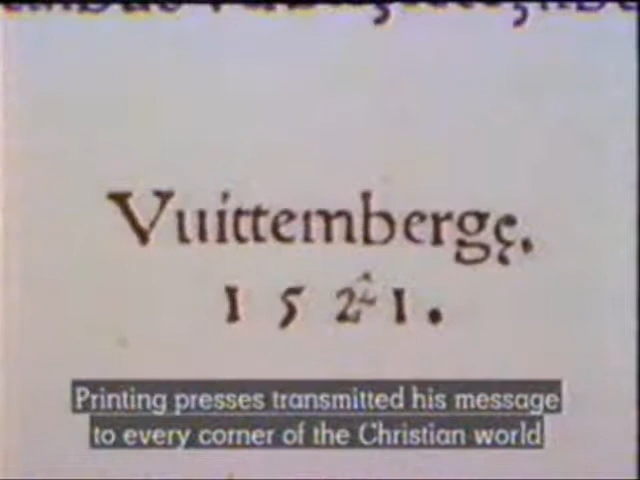 Vuittembergę.
1 5 2 1 .
Printing presses transmitted his message
to every corner of the Christian world